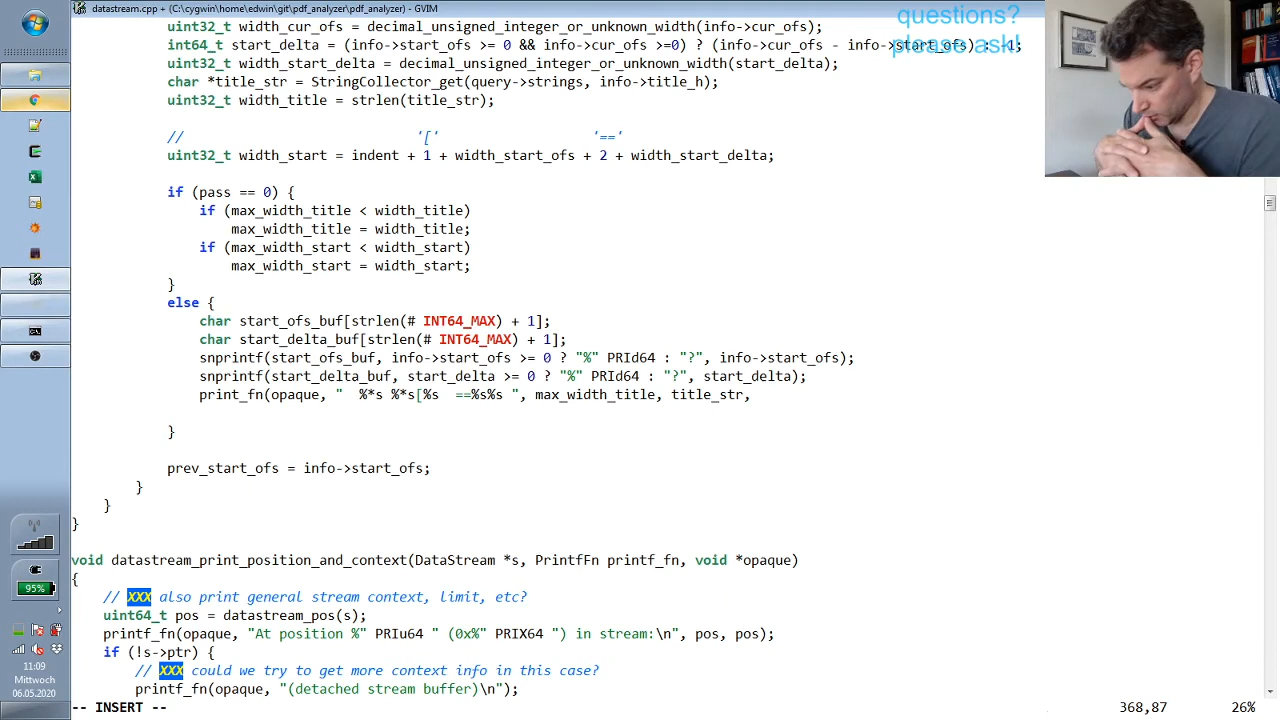 datastream.cpp + (C:\cygwin\home\edwin\git\pdf_analyzer\pdf_analyzer) - GVIM
questions?
please ask!
uint32_t width_cur_ofs = decimal_unsigned_integer_or_unknown_width(info->cur_ofs);
int64_t start_delta = (info->start_ofs >= 0 && info->cur_ofs >=0) ? (info->cur_ofs - info->start_ofs) : -1;
uint32_t width_start_delta = decimal_unsigned_integer_or_unknown_width(start_delta);
char *title_str = StringCollector_get(query->strings, info->title_h);
uint32_t width_title = strlen(title_str);
// '[' '=='
uint32_t width_start = indent + 1 + width_start_ofs + 2 + width_start_delta;
if (pass == 0) {
if (max_width_title < width_title)
max_width_title = width_title;
if (max_width_start < width_start)
max_width_start = width_start;
}
else {
char start_ofs_buf[strlen(# INT64_MAX) + 1];
char start_delta_buf[strlen(# INT64_MAX) + 1];
snprintf(start_ofs_buf, info->start_ofs >= 0 ? "%" PRId64 : "?", info->start_ofs);
snprintf(start_delta_buf, start_delta >= 0 ? "%" PRId64 : "?", start_delta);
print_fn(opaque, "  %*s %*s[%s  ==%s%s ", max_width_title, title_str,
}
prev_start_ofs = info->start_ofs;
}
}
}
void datastream_print_position_and_context(DataStream *s, PrintfFn printf_fn, void *opaque)
{
// XXX also print general stream context, limit, etc?
uint64_t pos = datastream_pos(s);
printf_fn(opaque, "At position %" PRIu64 " (0x%" PRIX64 ") in stream:\n", pos, pos);
if (!s->ptr) {
// XXX could we try to get more context info in this case?
printf_fn(opaque, "(detached stream buffer)\n");
-- INSERT -- 368,87 26%
95%
11:09
Mittwoch
06.05.2020